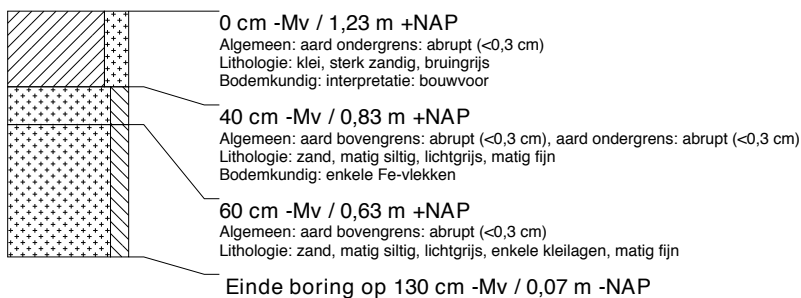 0 cm -Mv / 1,23 m +NAP
Algemeen: aard ondergrens: abrupt (<0,3 cm)
Lithologie: klei, sterk zandig, bruingrijs
Bodemkundig: interpretatie: bouwvoor
40 cm -Mv / 0,83 m +NAP
Algemeen: aard bovengrens: abrupt (<0,3 cm), aard ondergrens: abrupt (<0,3 cm)
Lithologie: zand, matig siltig, lichtgrijs, matig fijn
Bodemkundig: enkele Fe-vlekken
60 cm -Mv / 0,63 m +NAP
Algemeen: aard bovengrens: abrupt (<0,3 cm)
Lithologie: zand, matig siltig, lichtgrijs, enkele kleilagen, matig fijn
Einde boring op 130 cm -Mv / 0,07 m -NAP